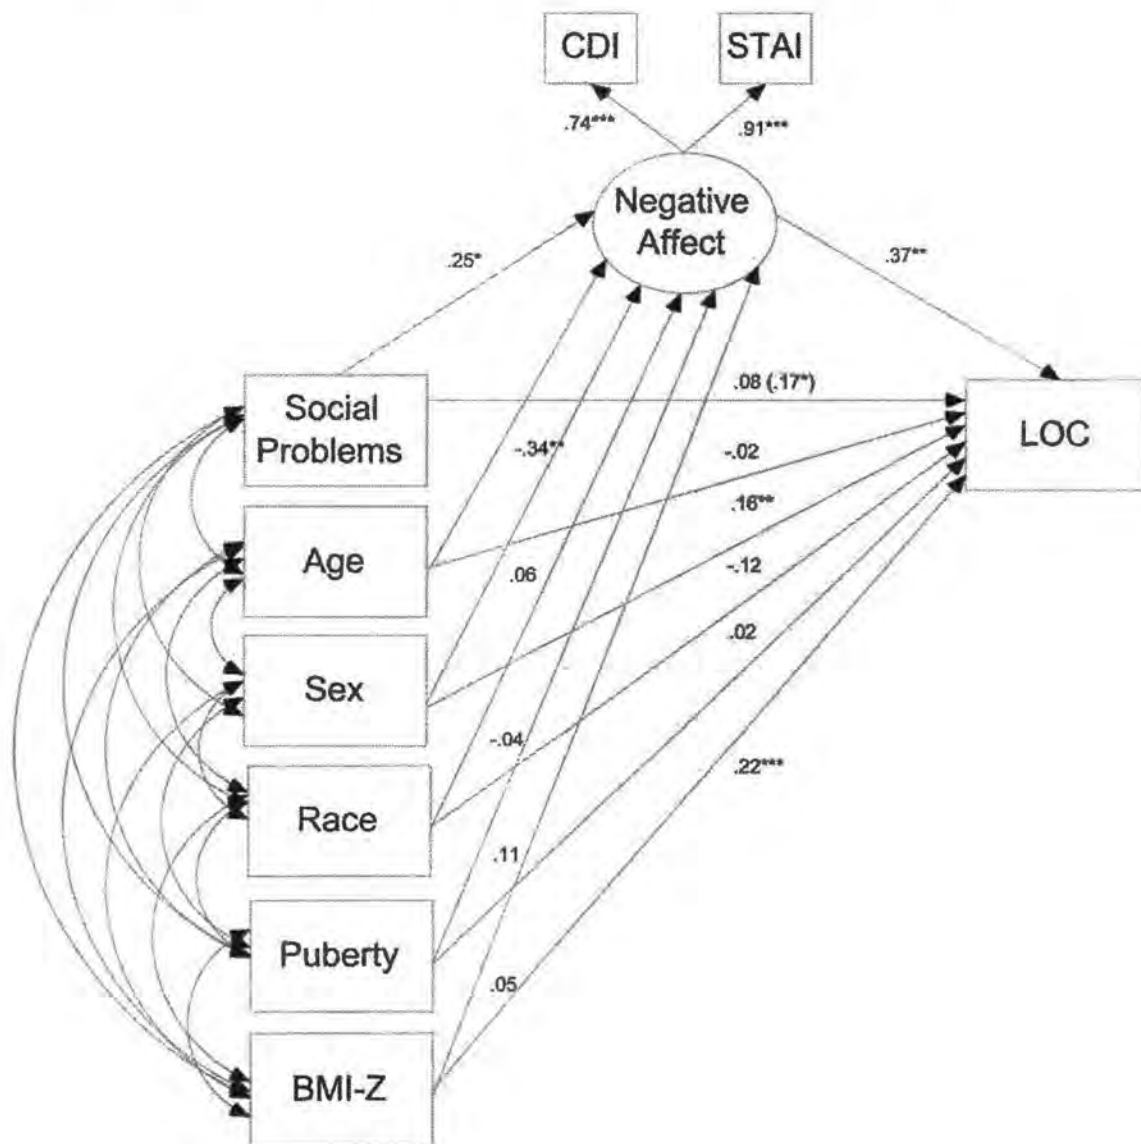 CDI
STAI
.74***
.91***
Negative
Affect
.25*
.37**
Social
Problems
.08 (.17*)
LOC
-.34**
-.02
.16**
Age
.06
-.12
.02
Sex
-.04
.22***
Race
.11
Puberty
.05
BMI-Z